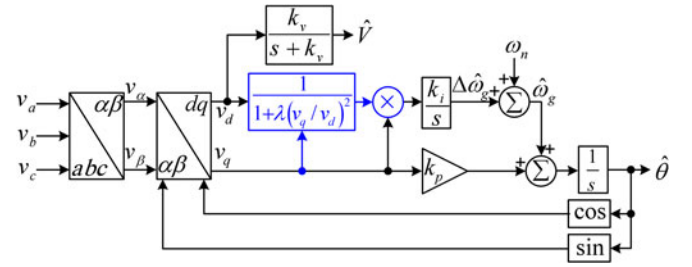 k_v / (s + k_v)
V̂
ω_n
v_a
v_b
v_c
αβ
abc
v_α
v_β
dq
αβ
v_d
v_q
1 / (1+λ(v_q / v_d)^2)
×
k_i / s
Δω̂_g
+
+
Σ
ω̂_g
k_p
+
+
Σ
1 / s
θ̂
cos
sin